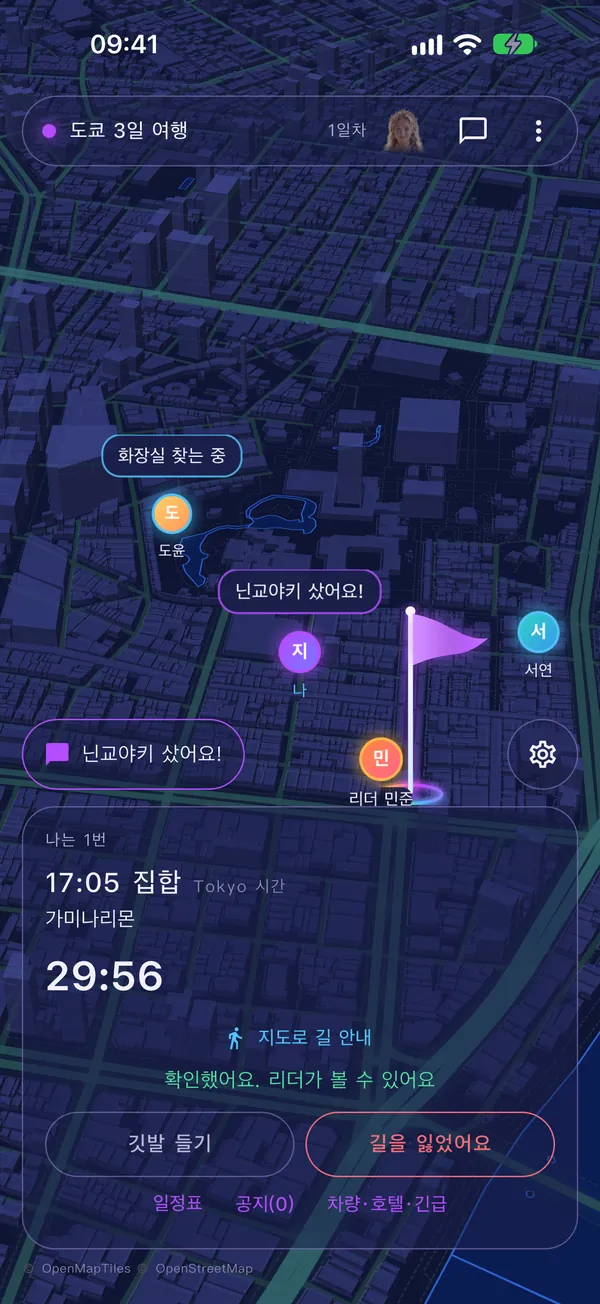 09:41
도쿄 3일 여행 1일차
화장실 찾는 중
도
도윤
닌교야키 샀어요!
지
나
서
서연
닌교야키 샀어요!
민
리더 민준
나는 1번
17:05 집합 Tokyo 시간
가미나리몬
29:56
지도로 길 안내
확인했어요. 리더가 볼 수 있어요
깃발 들기 길을 잃었어요
일정표 공지(0) 차량·호텔·긴급
© OpenMapTiles © OpenStreetMap